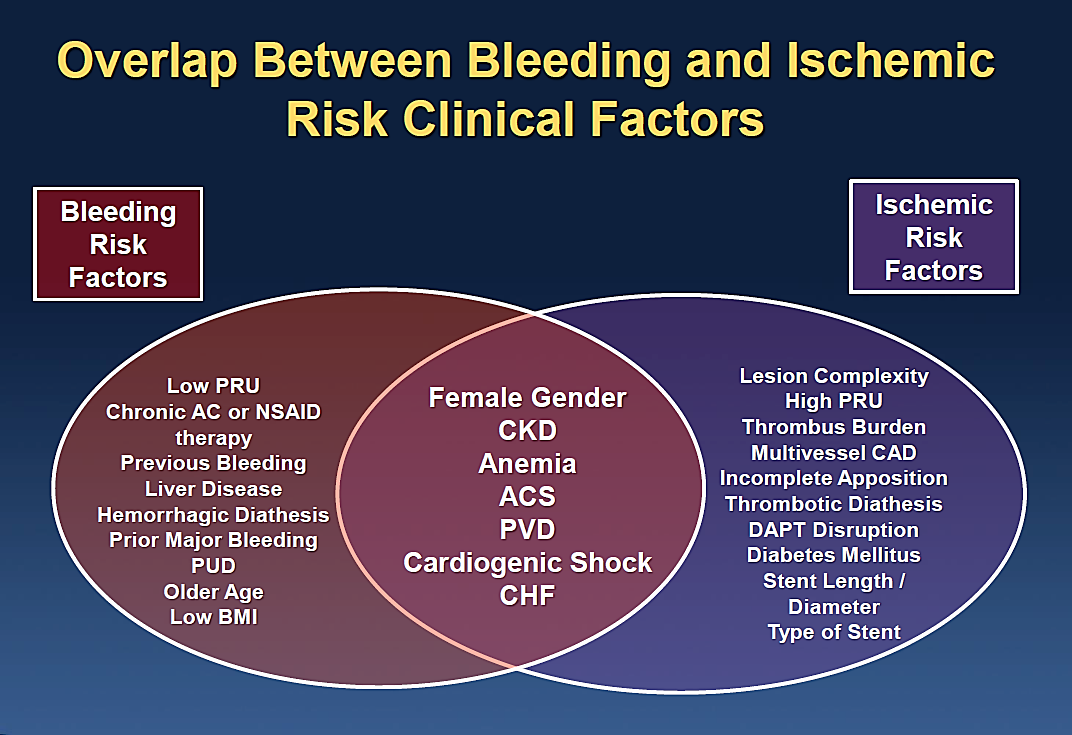 Overlap Between Bleeding and Ischemic
Risk Clinical Factors
Bleeding
Risk
Factors
Ischemic
Risk
Factors
Low PRU
Chronic AC or NSAID
therapy
Previous Bleeding
Liver Disease
Hemorrhagic Diathesis
Prior Major Bleeding
PUD
Older Age
Low BMI
Female Gender
CKD
Anemia
ACS
PVD
Cardiogenic Shock
CHF
Lesion Complexity
High PRU
Thrombus Burden
Multivessel CAD
Incomplete Apposition
Thrombotic Diathesis
DAPT Disruption
Diabetes Mellitus
Stent Length /
Diameter
Type of Stent